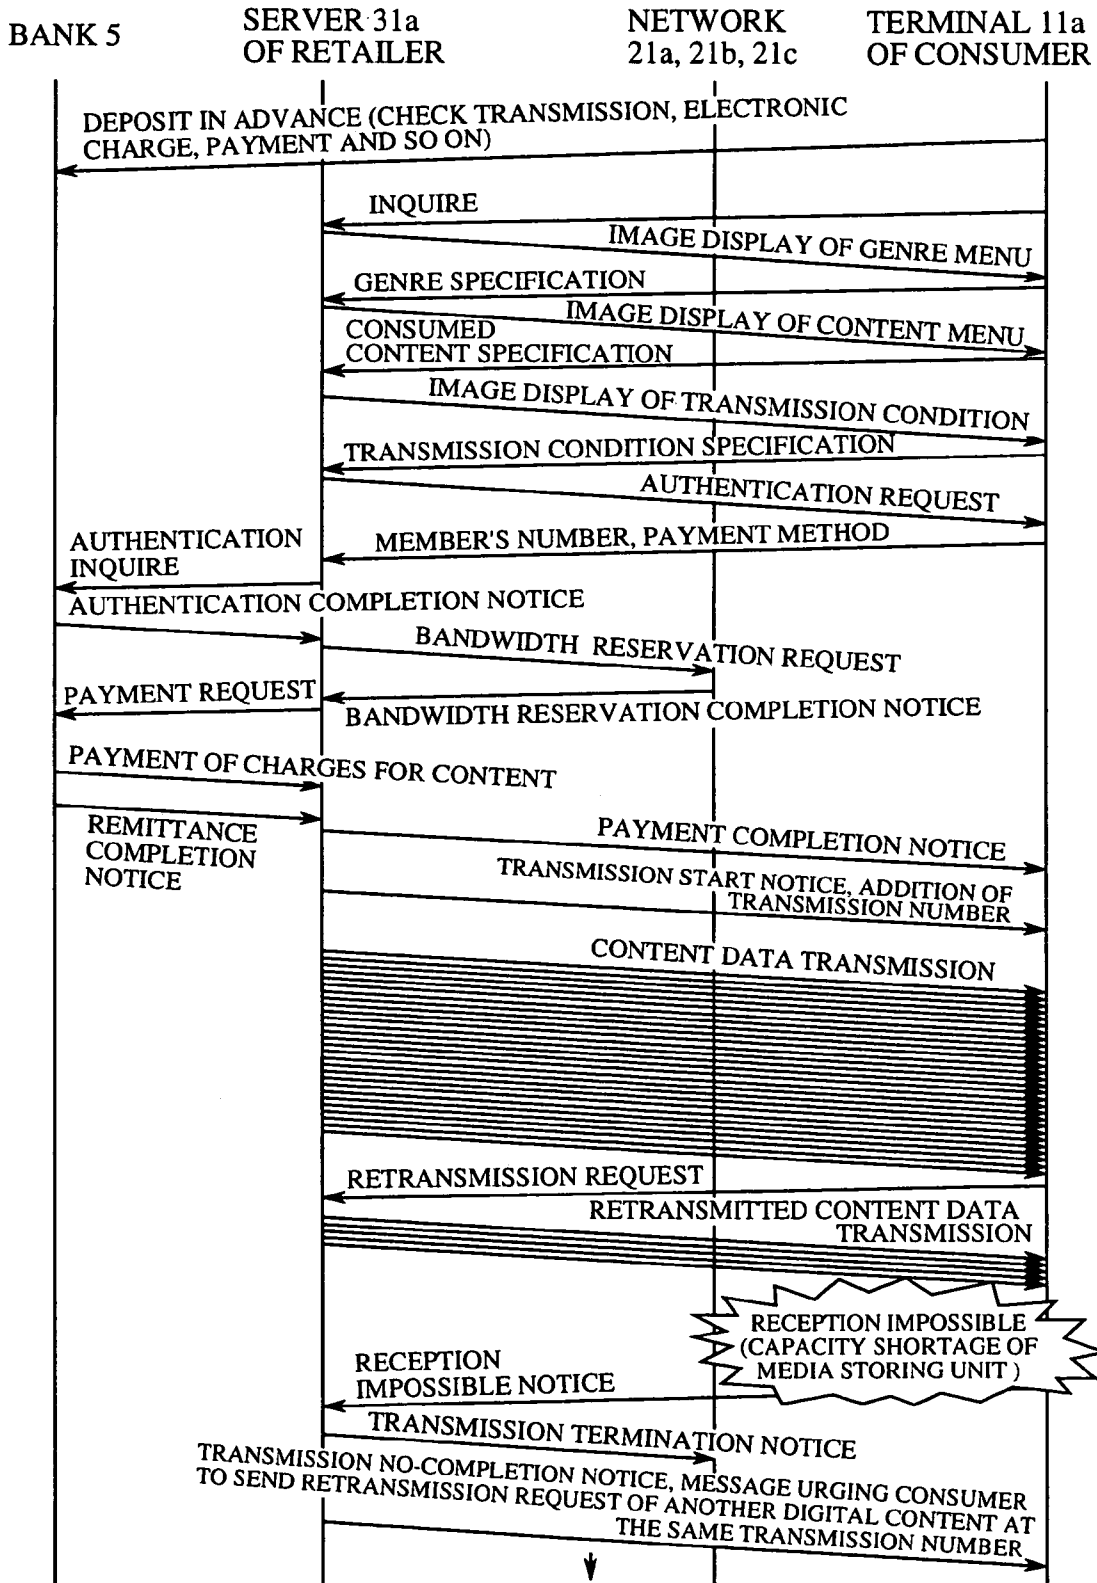 BANK 5
SERVER 31a
OF RETAILER
NETWORK
21a, 21b, 21c
TERMINAL 11a
OF CONSUMER
DEPOSIT IN ADVANCE (CHECK TRANSMISSION, ELECTRONIC
CHARGE, PAYMENT AND SO ON)
INQUIRE
IMAGE DISPLAY OF GENRE MENU
GENRE SPECIFICATION
IMAGE DISPLAY OF CONTENT MENU
CONSUMED
CONTENT SPECIFICATION
IMAGE DISPLAY OF TRANSMISSION CONDITION
TRANSMISSION CONDITION SPECIFICATION
AUTHENTICATION REQUEST
MEMBER'S NUMBER, PAYMENT METHOD
AUTHENTICATION
INQUIRE
AUTHENTICATION COMPLETION NOTICE
BANDWIDTH RESERVATION REQUEST
PAYMENT REQUEST
BANDWIDTH RESERVATION COMPLETION NOTICE
PAYMENT OF CHARGES FOR CONTENT
REMITTANCE
COMPLETION
NOTICE
PAYMENT COMPLETION NOTICE
TRANSMISSION START NOTICE, ADDITION OF
TRANSMISSION NUMBER
CONTENT DATA TRANSMISSION
RETRANSMISSION REQUEST
RETRANSMITTED CONTENT DATA
TRANSMISSION
RECEPTION IMPOSSIBLE
(CAPACITY SHORTAGE OF
MEDIA STORING UNIT )
RECEPTION
IMPOSSIBLE NOTICE
TRANSMISSION TERMINATION NOTICE
TRANSMISSION NO-COMPLETION NOTICE, MESSAGE URGING CONSUMER
TO SEND RETRANSMISSION REQUEST OF ANOTHER DIGITAL CONTENT AT
THE SAME TRANSMISSION NUMBER